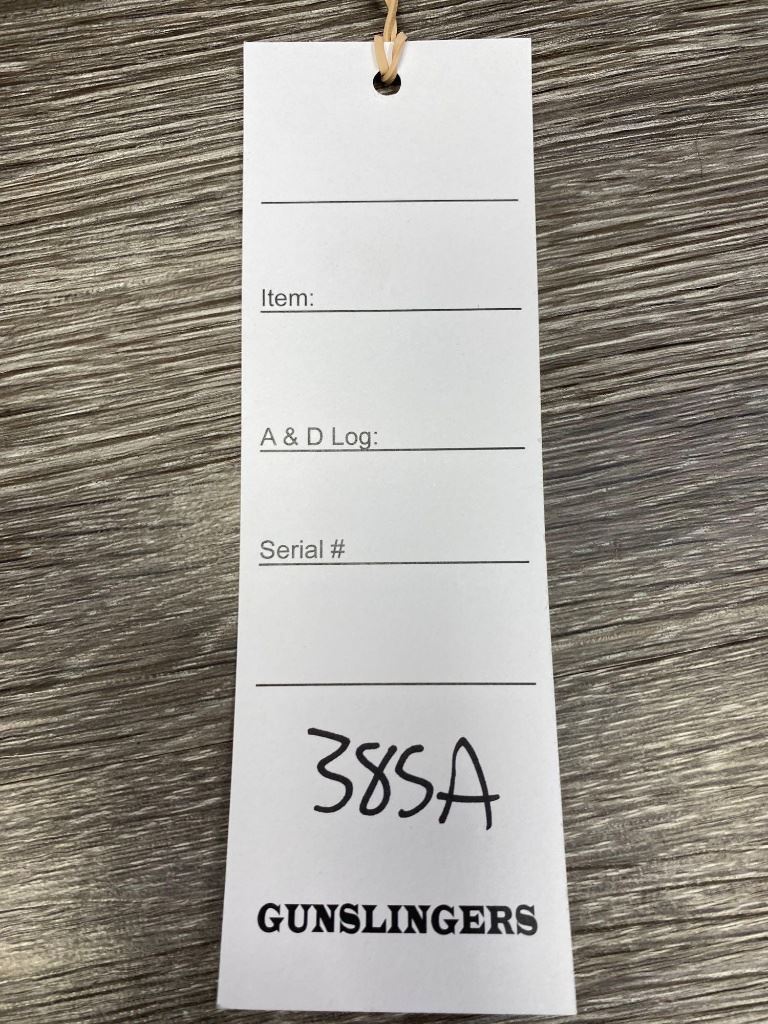 Item:
A & D Log:
Serial #
385A
GUNSLINGERS